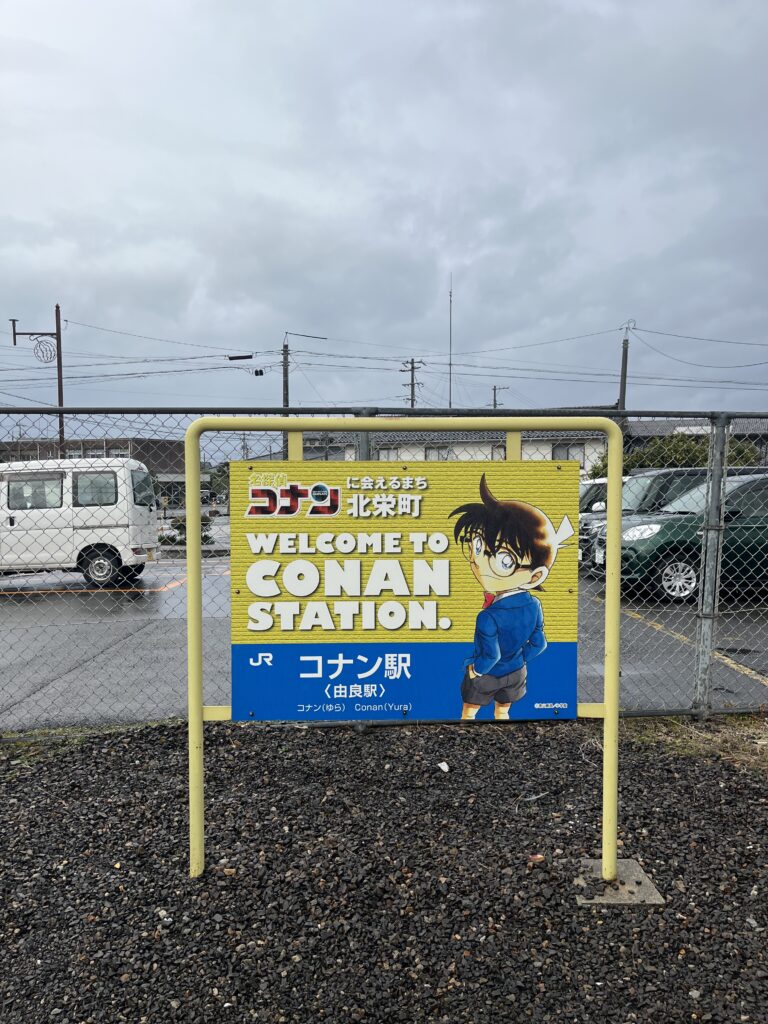 名探偵
コナン
に会えるまち
北栄町
WELCOME TO
CONAN
STATION.
JR
コナン駅
〈由良駅〉
コナン(ゆら) Conan(Yura)